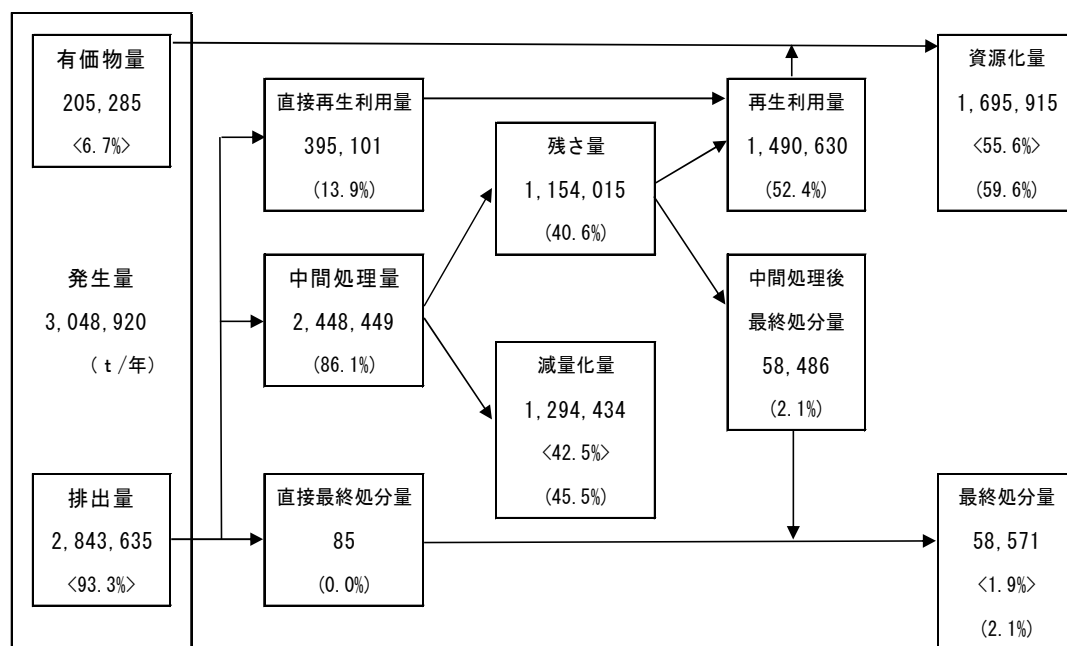 有価物量
205,285
<6.7%>
発生量
3,048,920
(t/年)
排出量
2,843,635
<93.3%>
直接再生利用量
395,101
(13.9%)
中間処理量
2,448,449
(86.1%)
直接最終処分量
85
(0.0%)
残さ量
1,154,015
(40.6%)
減量化量
1,294,434
<42.5%>
(45.5%)
再生利用量
1,490,630
(52.4%)
中間処理後
最終処分量
58,486
(2.1%)
資源化量
1,695,915
<55.6%>
(59.6%)
最終処分量
58,571
<1.9%>
(2.1%)